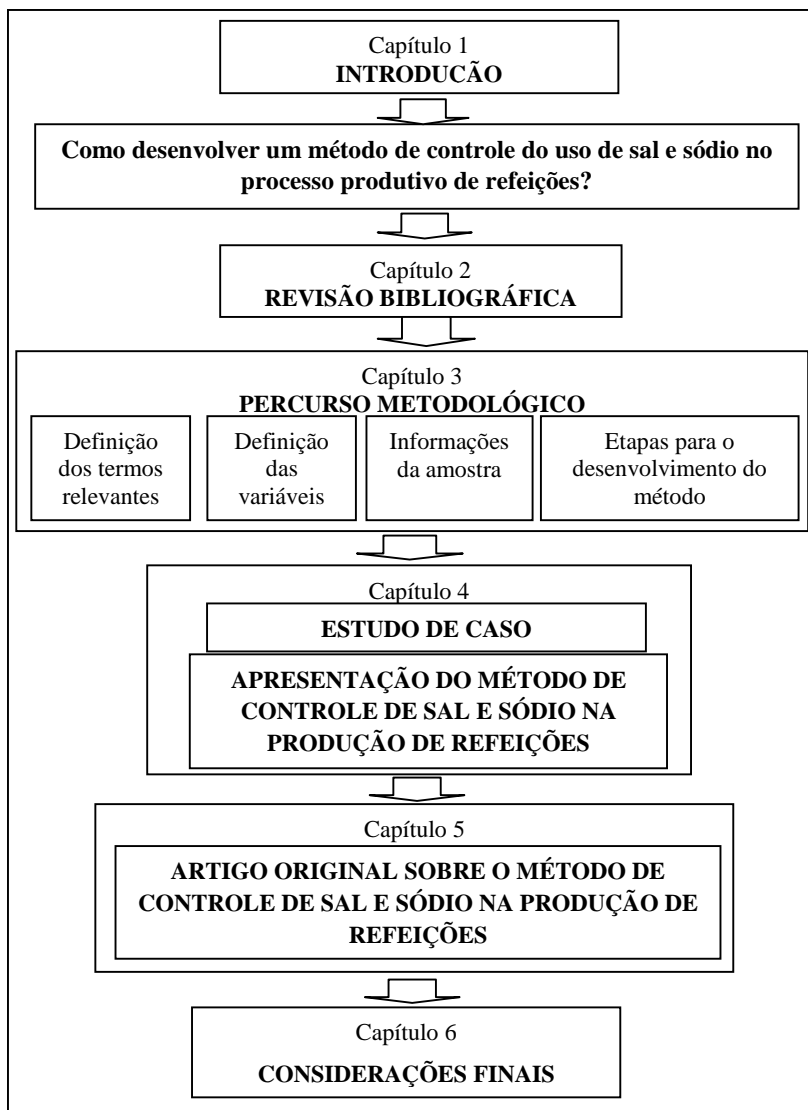 Capítulo 1
INTRODUCÃO
Como desenvolver um método de controle do uso de sal e sódio no
processo produtivo de refeições?
Capítulo 2
REVISÃO BIBLIOGRÁFICA
Capítulo 3
PERCURSO METODOLÓGICO
Definição
dos termos
relevantes
Definição
das
variáveis
Informações
da amostra
Etapas para o
desenvolvimento do
método
Capítulo 4
ESTUDO DE CASO
APRESENTAÇÃO DO MÉTODO DE
CONTROLE DE SAL E SÓDIO NA
PRODUÇÃO DE REFEIÇÕES
Capítulo 5
ARTIGO ORIGINAL SOBRE O MÉTODO DE
CONTROLE DE SAL E SÓDIO NA PRODUÇÃO DE
REFEIÇÕES
Capítulo 6
CONSIDERAÇÕES FINAIS